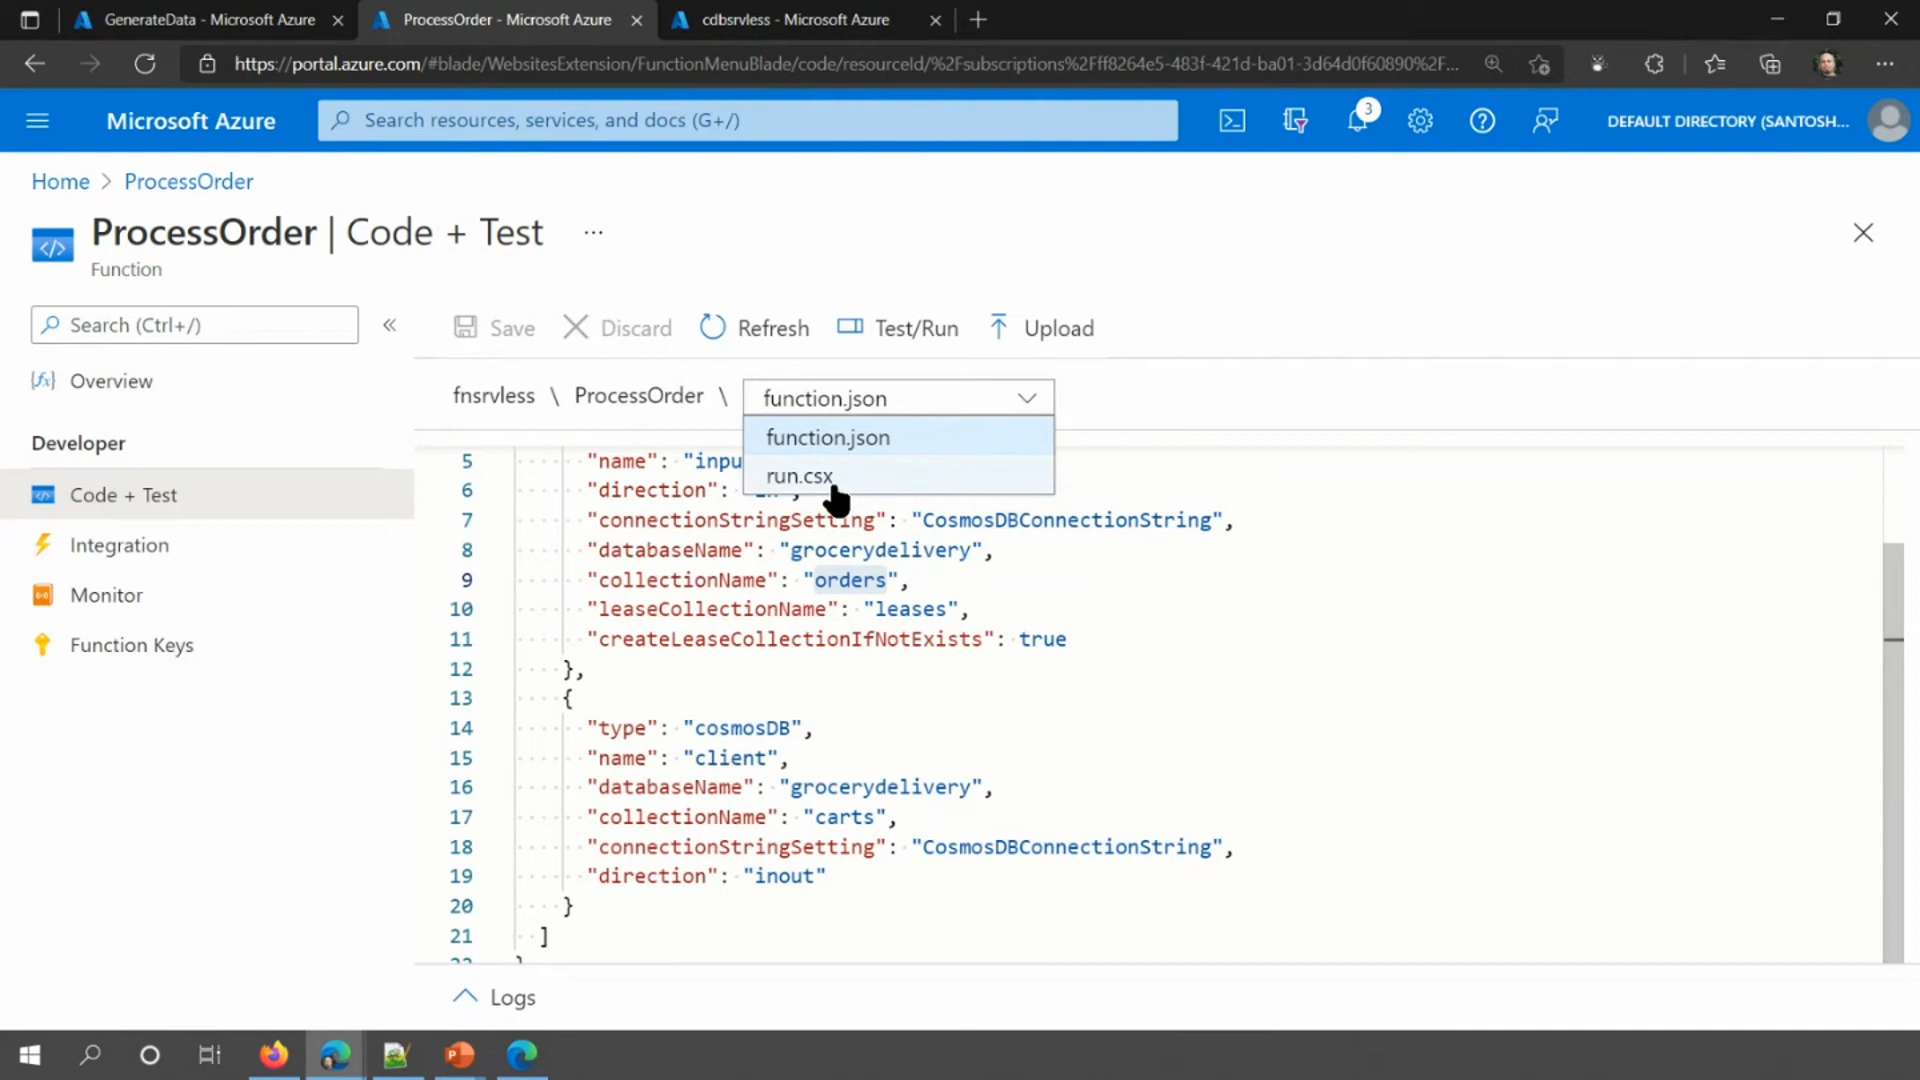 GenerateData - Microsoft Azure
ProcessOrder - Microsoft Azure
cdbsrvless - Microsoft Azure
https://portal.azure.com/#blade/WebsitesExtension/FunctionMenuBlade/code/resourceId/%2Fsubscriptions%2Fff8264e5-483f-421d-ba01-3d64d0f60890%2F...
Microsoft Azure
Search resources, services, and docs (G+/)
3
DEFAULT DIRECTORY (SANTOSH...
Home > ProcessOrder
ProcessOrder | Code + Test ...
Function
Search (Ctrl+/)
«
Save
Discard
Refresh
Test/Run
Upload
Overview
Developer
Code + Test
Integration
Monitor
Function Keys
fnsrvless \ ProcessOrder \ function.json
function.json
run.csx
5 "name": "inpu
6 "direction":
7 "connectionStringSetting": "CosmosDBConnectionString",
8 "databaseName": "grocerydelivery",
9 "collectionName": "orders",
10 "leaseCollectionName": "leases",
11 "createLeaseCollectionIfNotExists": true
12 },
13 {
14 "type": "cosmosDB",
15 "name": "client",
16 "databaseName": "grocerydelivery",
17 "collectionName": "carts",
18 "connectionStringSetting": "CosmosDBConnectionString",
19 "direction": "inout"
20 }
21 ]
Logs